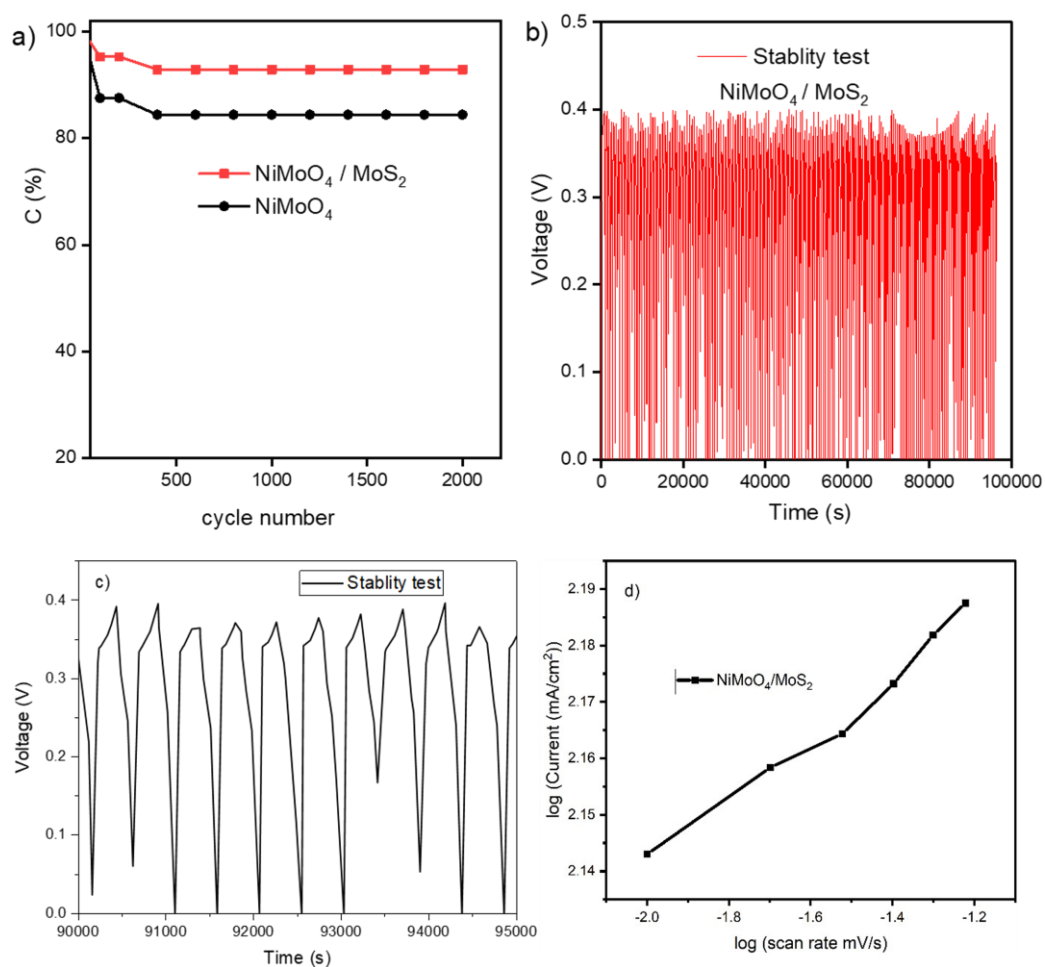 a)
100
80
60
40
20
C (%)
NiMoO₄ / MoS₂
NiMoO₄
500
1000
1500
2000
cycle number
b)
0.5
0.4
0.3
0.2
0.1
0.0
Voltage (V)
Stablity test
NiMoO₄ / MoS₂
0
20000
40000
60000
80000
100000
Time (s)
c)
0.4
0.3
0.2
0.1
0.0
Voltage (V)
Stablity test
90000
91000
92000
93000
94000
95000
Time (s)
d)
2.19
2.18
2.17
2.16
2.15
2.14
log (Current (mA/cm²))
NiMoO₄/MoS₂
-2.0
-1.8
-1.6
-1.4
-1.2
log (scan rate mV/s)